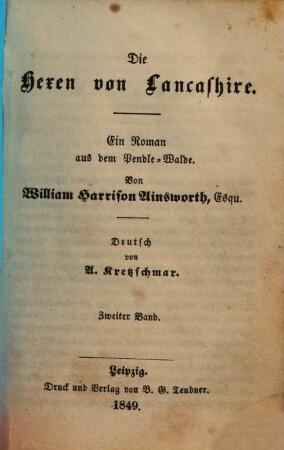 Die
Hexen von Lancashire.
Ein Roman
aus dem Pendle-Walde.
Von
William Harrison Ainsworth, Esqu.
Deutsch
von
A. Kretzschmar.
Zweiter Band.
Leipzig.
Druck und Verlag von B. G. Teubner.
1849.